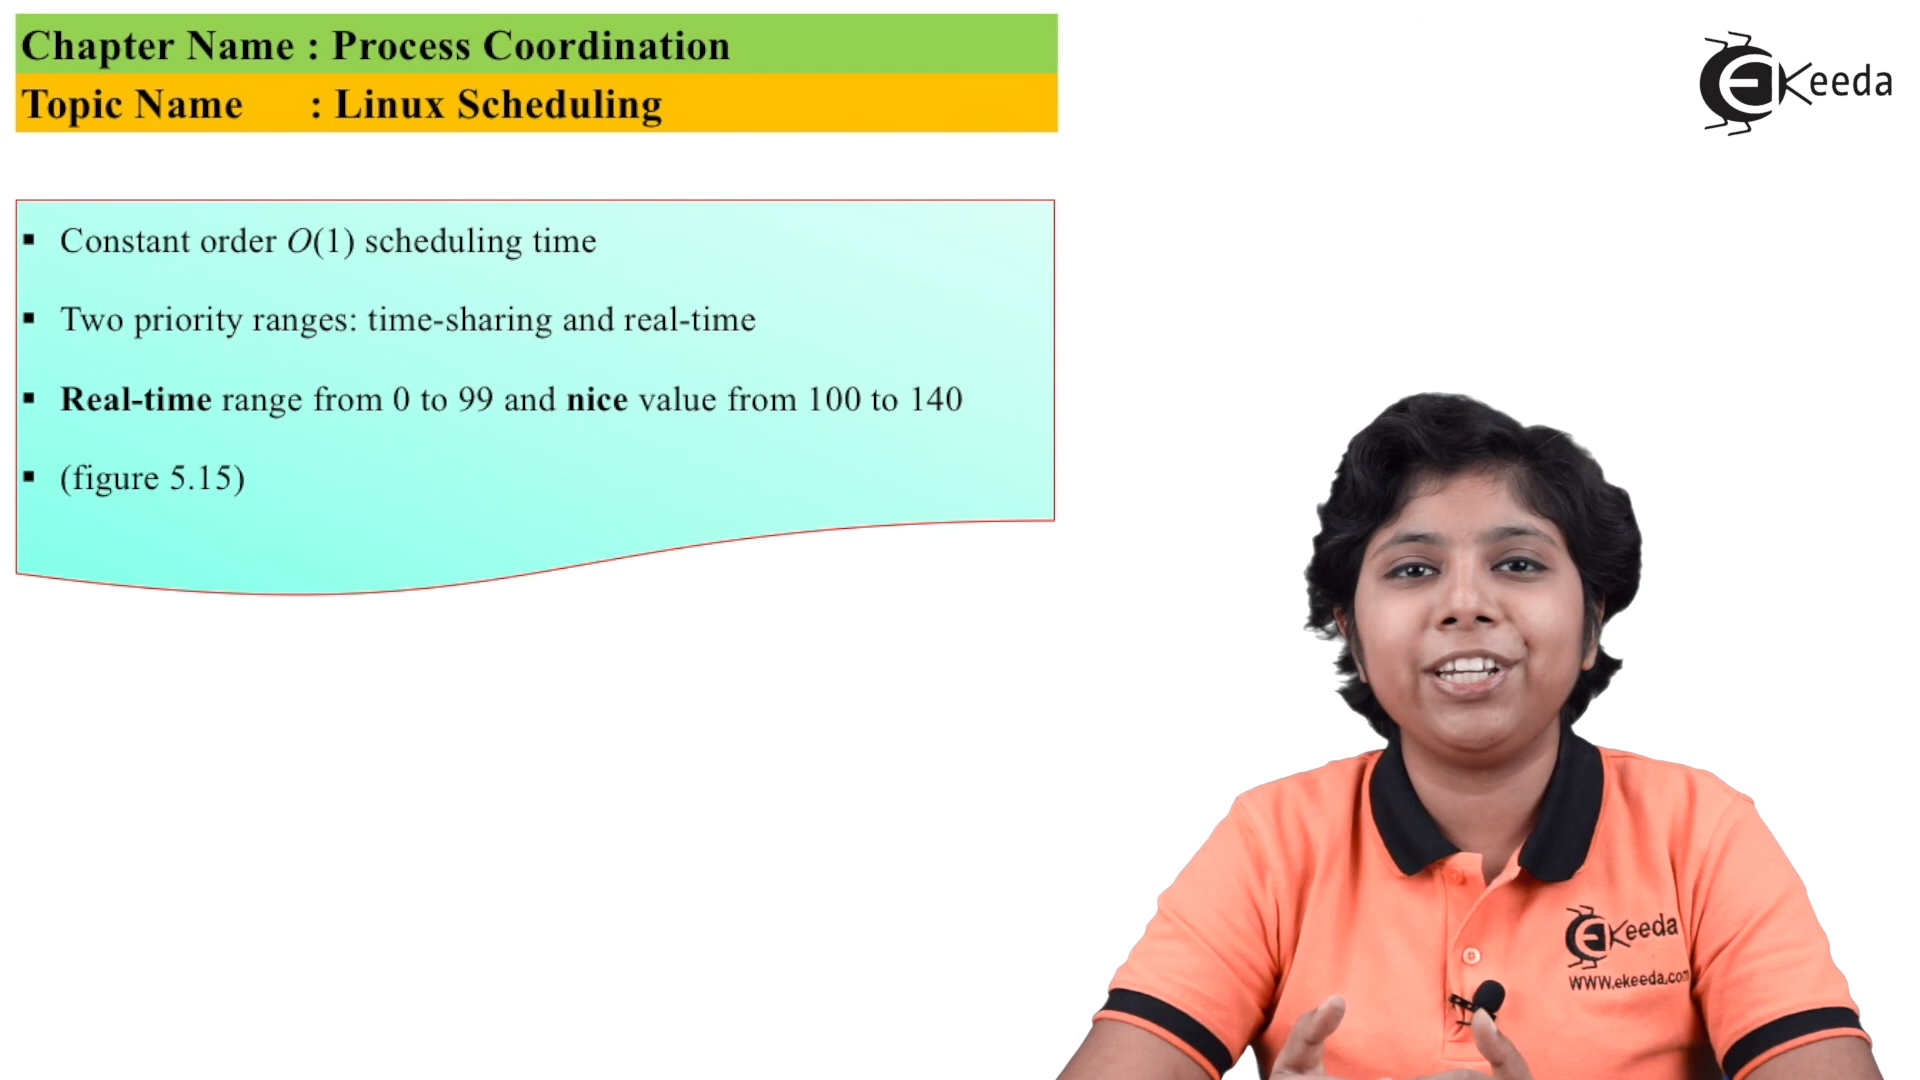 Chapter Name : Process Coordination
Topic Name : Linux Scheduling
eKeeda
▪ Constant order O(1) scheduling time
▪ Two priority ranges: time-sharing and real-time
▪ Real-time range from 0 to 99 and nice value from 100 to 140
▪ (figure 5.15)
eKeeda
WWW.ekeeda.com